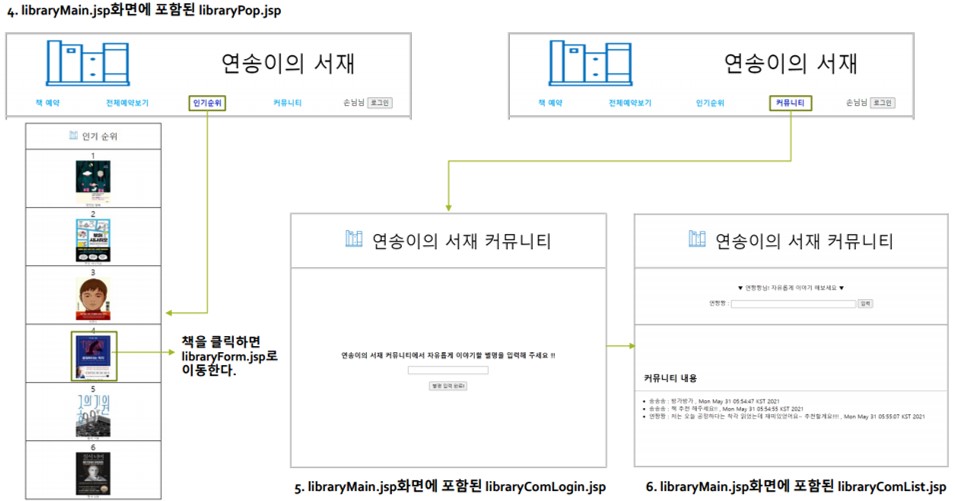 4. libraryMain.jsp화면에 포함된 libraryPop.jsp
연송이의 서재
책 예약 전체예약보기 인기순위 커뮤니티 손님님 로그인
연송이의 서재
책 예약 전체예약보기 인기순위 커뮤니티 손님님 로그인
인기 순위
1
2
3
4
5
6
책을 클릭하면
libraryForm.jsp로
이동한다.
연송이의 서재 커뮤니티
연송이의 서재 커뮤니티에서 자유롭게 이야기할 별명을 입력해 주세요 !!!
별명 입력 완료!
5. libraryMain.jsp화면에 포함된 libraryComLogin.jsp
연송이의 서재 커뮤니티
▼ 연짱짱님! 자유롭게 이야기 해보세요 ▼
연짱짱 : 입력
커뮤니티 내용
송송송 : 방가방가 , Mon May 31 05:54:47 KST 2021
송송송 : 책 추천 해주세요!! , Mon May 31 05:54:55 KST 2021
연짱짱 : 저는 오늘 공정하다는 착각 읽었는데 재미있었어요~ 추천할게요!!!! , Mon May 31 05:55:07 KST 2021
6. libraryMain.jsp화면에 포함된 libraryComList.jsp